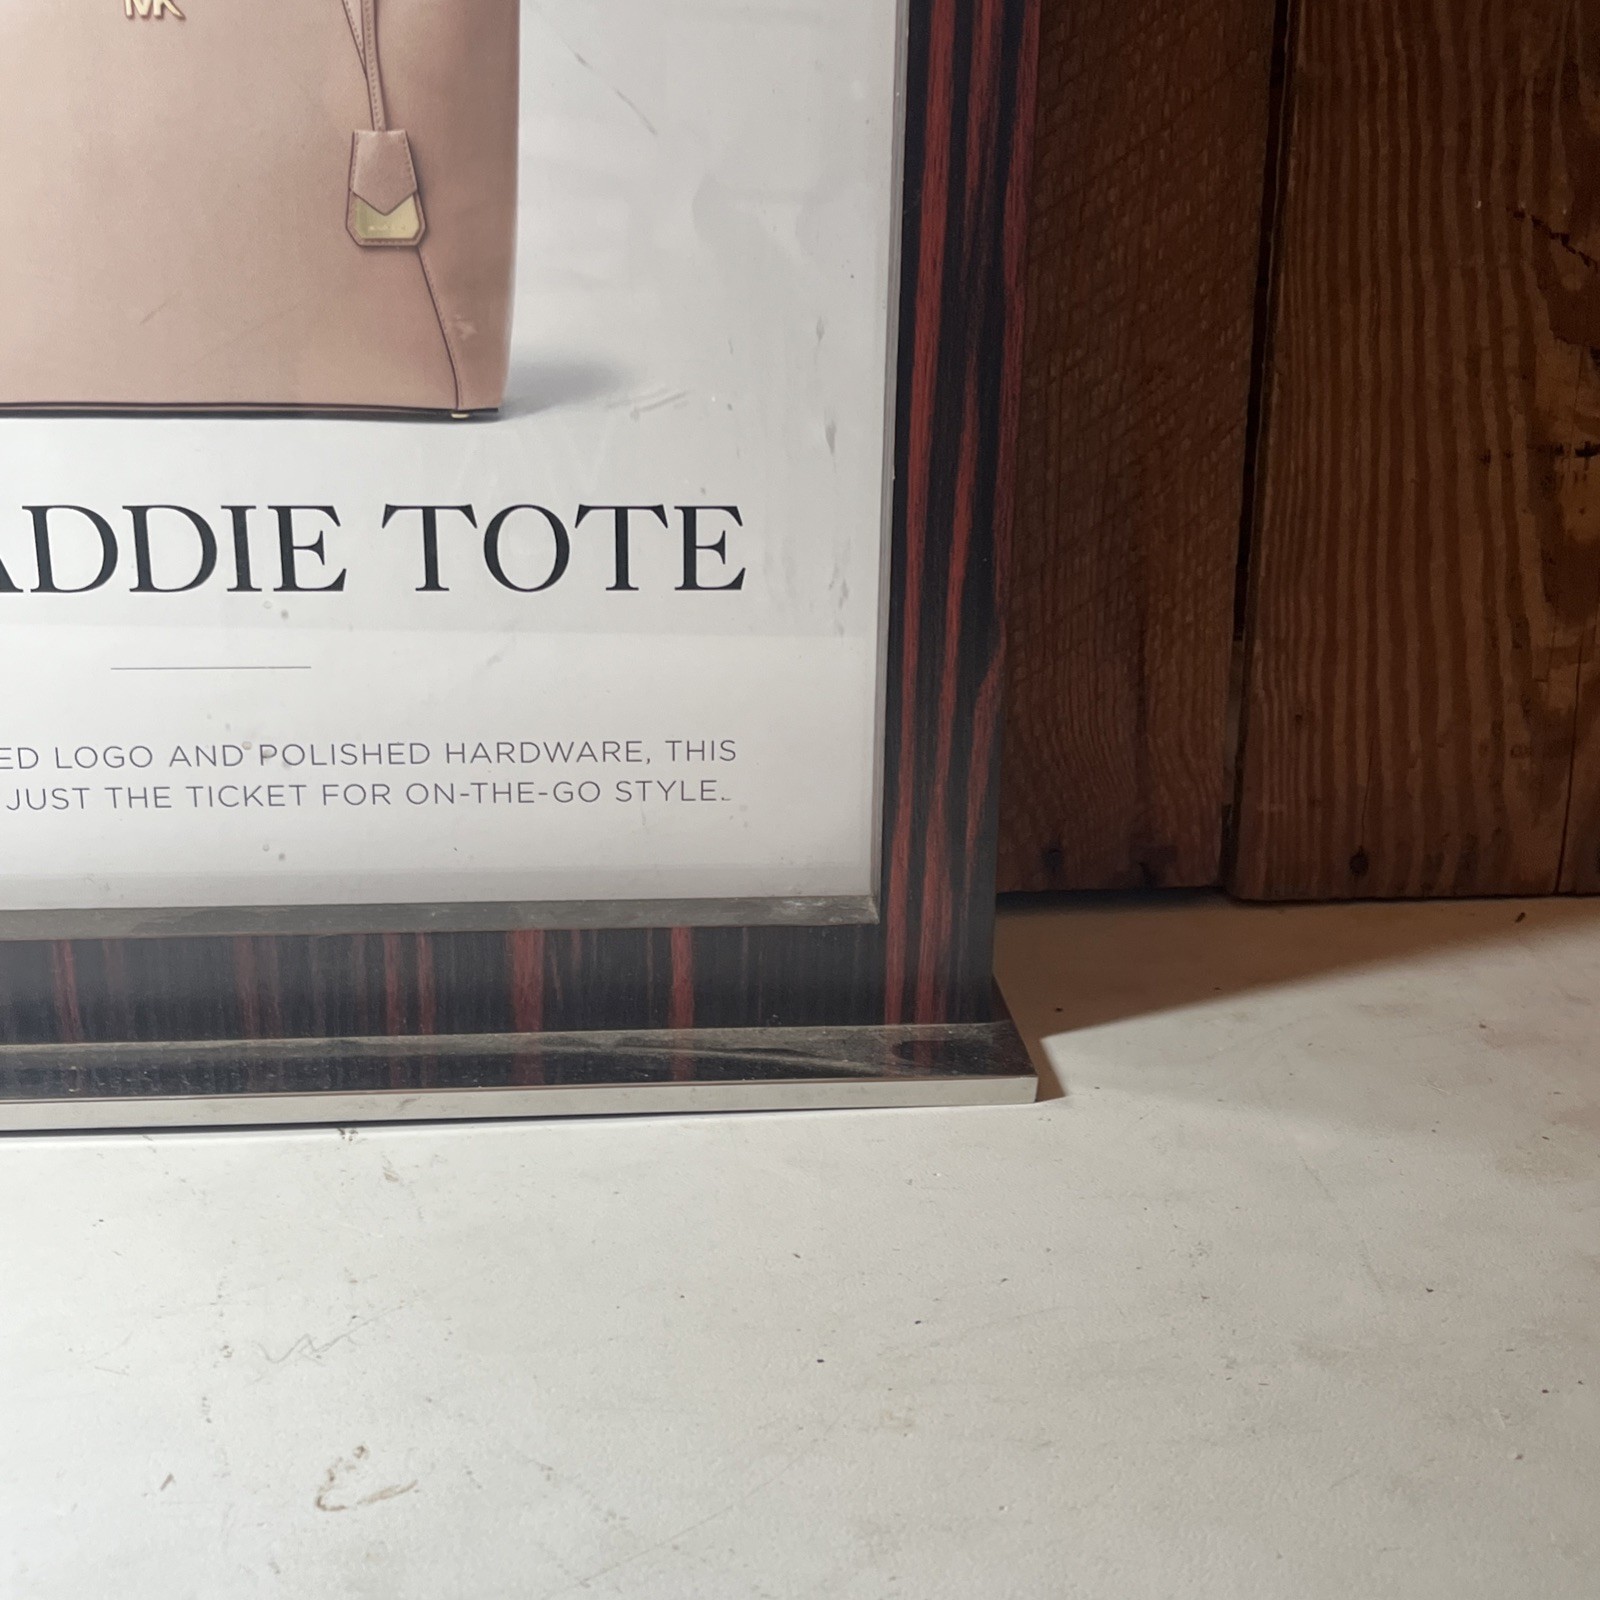 MK
ADDIE TOTE
ED LOGO AND POLISHED HARDWARE, THIS
JUST THE TICKET FOR ON-THE-GO STYLE.